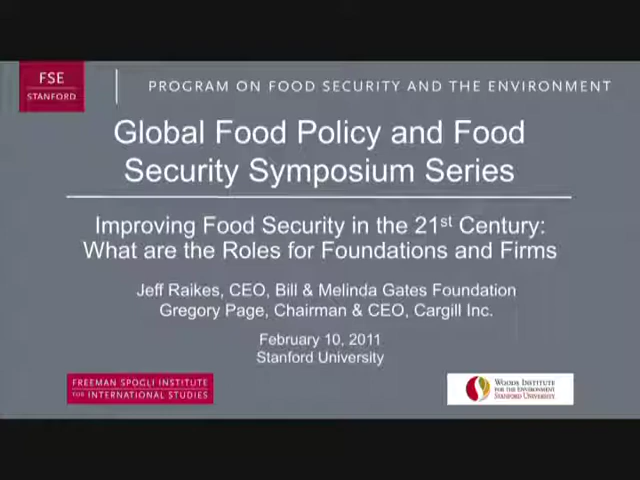 FSE
STANFORD
PROGRAM ON FOOD SECURITY AND THE ENVIRONMENT
Global Food Policy and Food
Security Symposium Series
Improving Food Security in the 21st Century:
What are the Roles for Foundations and Firms
Jeff Raikes, CEO, Bill & Melinda Gates Foundation
Gregory Page, Chairman & CEO, Cargill Inc.
February 10, 2011
Stanford University
FREEMAN SPOGLI INSTITUTE
FOR INTERNATIONAL STUDIES
WOODS INSTITUTE
FOR THE ENVIRONMENT
STANFORD UNIVERSITY